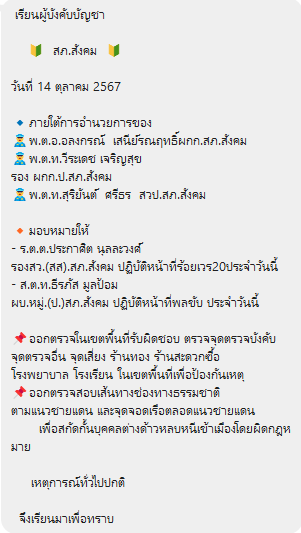 เรียนผู้บังคับบัญชา
🔰 สภ.สังคม 🔰
วันที่ 14 ตุลาคม 2567
🔹ภายใต้การอำนวยการของ
👮พ.ต.อ.อลงกรณ์ เสนีย์รณฤทธิ์ผกก.สภ.สังคม
👮พ.ต.ท.วีระเดช เจริญสุข
รอง ผกก.ป.สภ.สังคม
👮พ.ต.ท.สุริยันต์ ศรีธร สวป.สภ.สังคม
🔸มอบหมายให้
- ร.ต.ต.ประกาศิต นุลละวงศ์
รองสว.(สส).สภ.สังคม ปฏิบัติหน้าที่ร้อยเวร20ประจำวันนี้
- ส.ต.ท.ธีรภัส มูลป้อม
ผบ.หมู่.(ป.)สภ.สังคม ปฏิบัติหน้าที่พลขับ ประจำวันนี้
📌ออกตรวจในเขตพื้นที่รับผิดชอบ ตรวจจุดตรวจบังคับ
จุดตรวจอื่น จุดเสี่ยง ร้านทอง ร้านสะดวกซื้อ
โรงพยาบาล โรงเรียน ในเขตพื้นที่เพื่อป้องกันเหตุ
📌ออกตรวจสอบเส้นทางช่องทางธรรมชาติ
ตามแนวชายแดน และจุดจอดเรือตลอดแนวชายแดน
เพื่อสกัดกั้นบุคคลต่างด้าวหลบหนีเข้าเมืองโดยผิดกฎห
มาย
เหตุการณ์ทั่วไปปกติ
จึงเรียนมาเพื่อทราบ